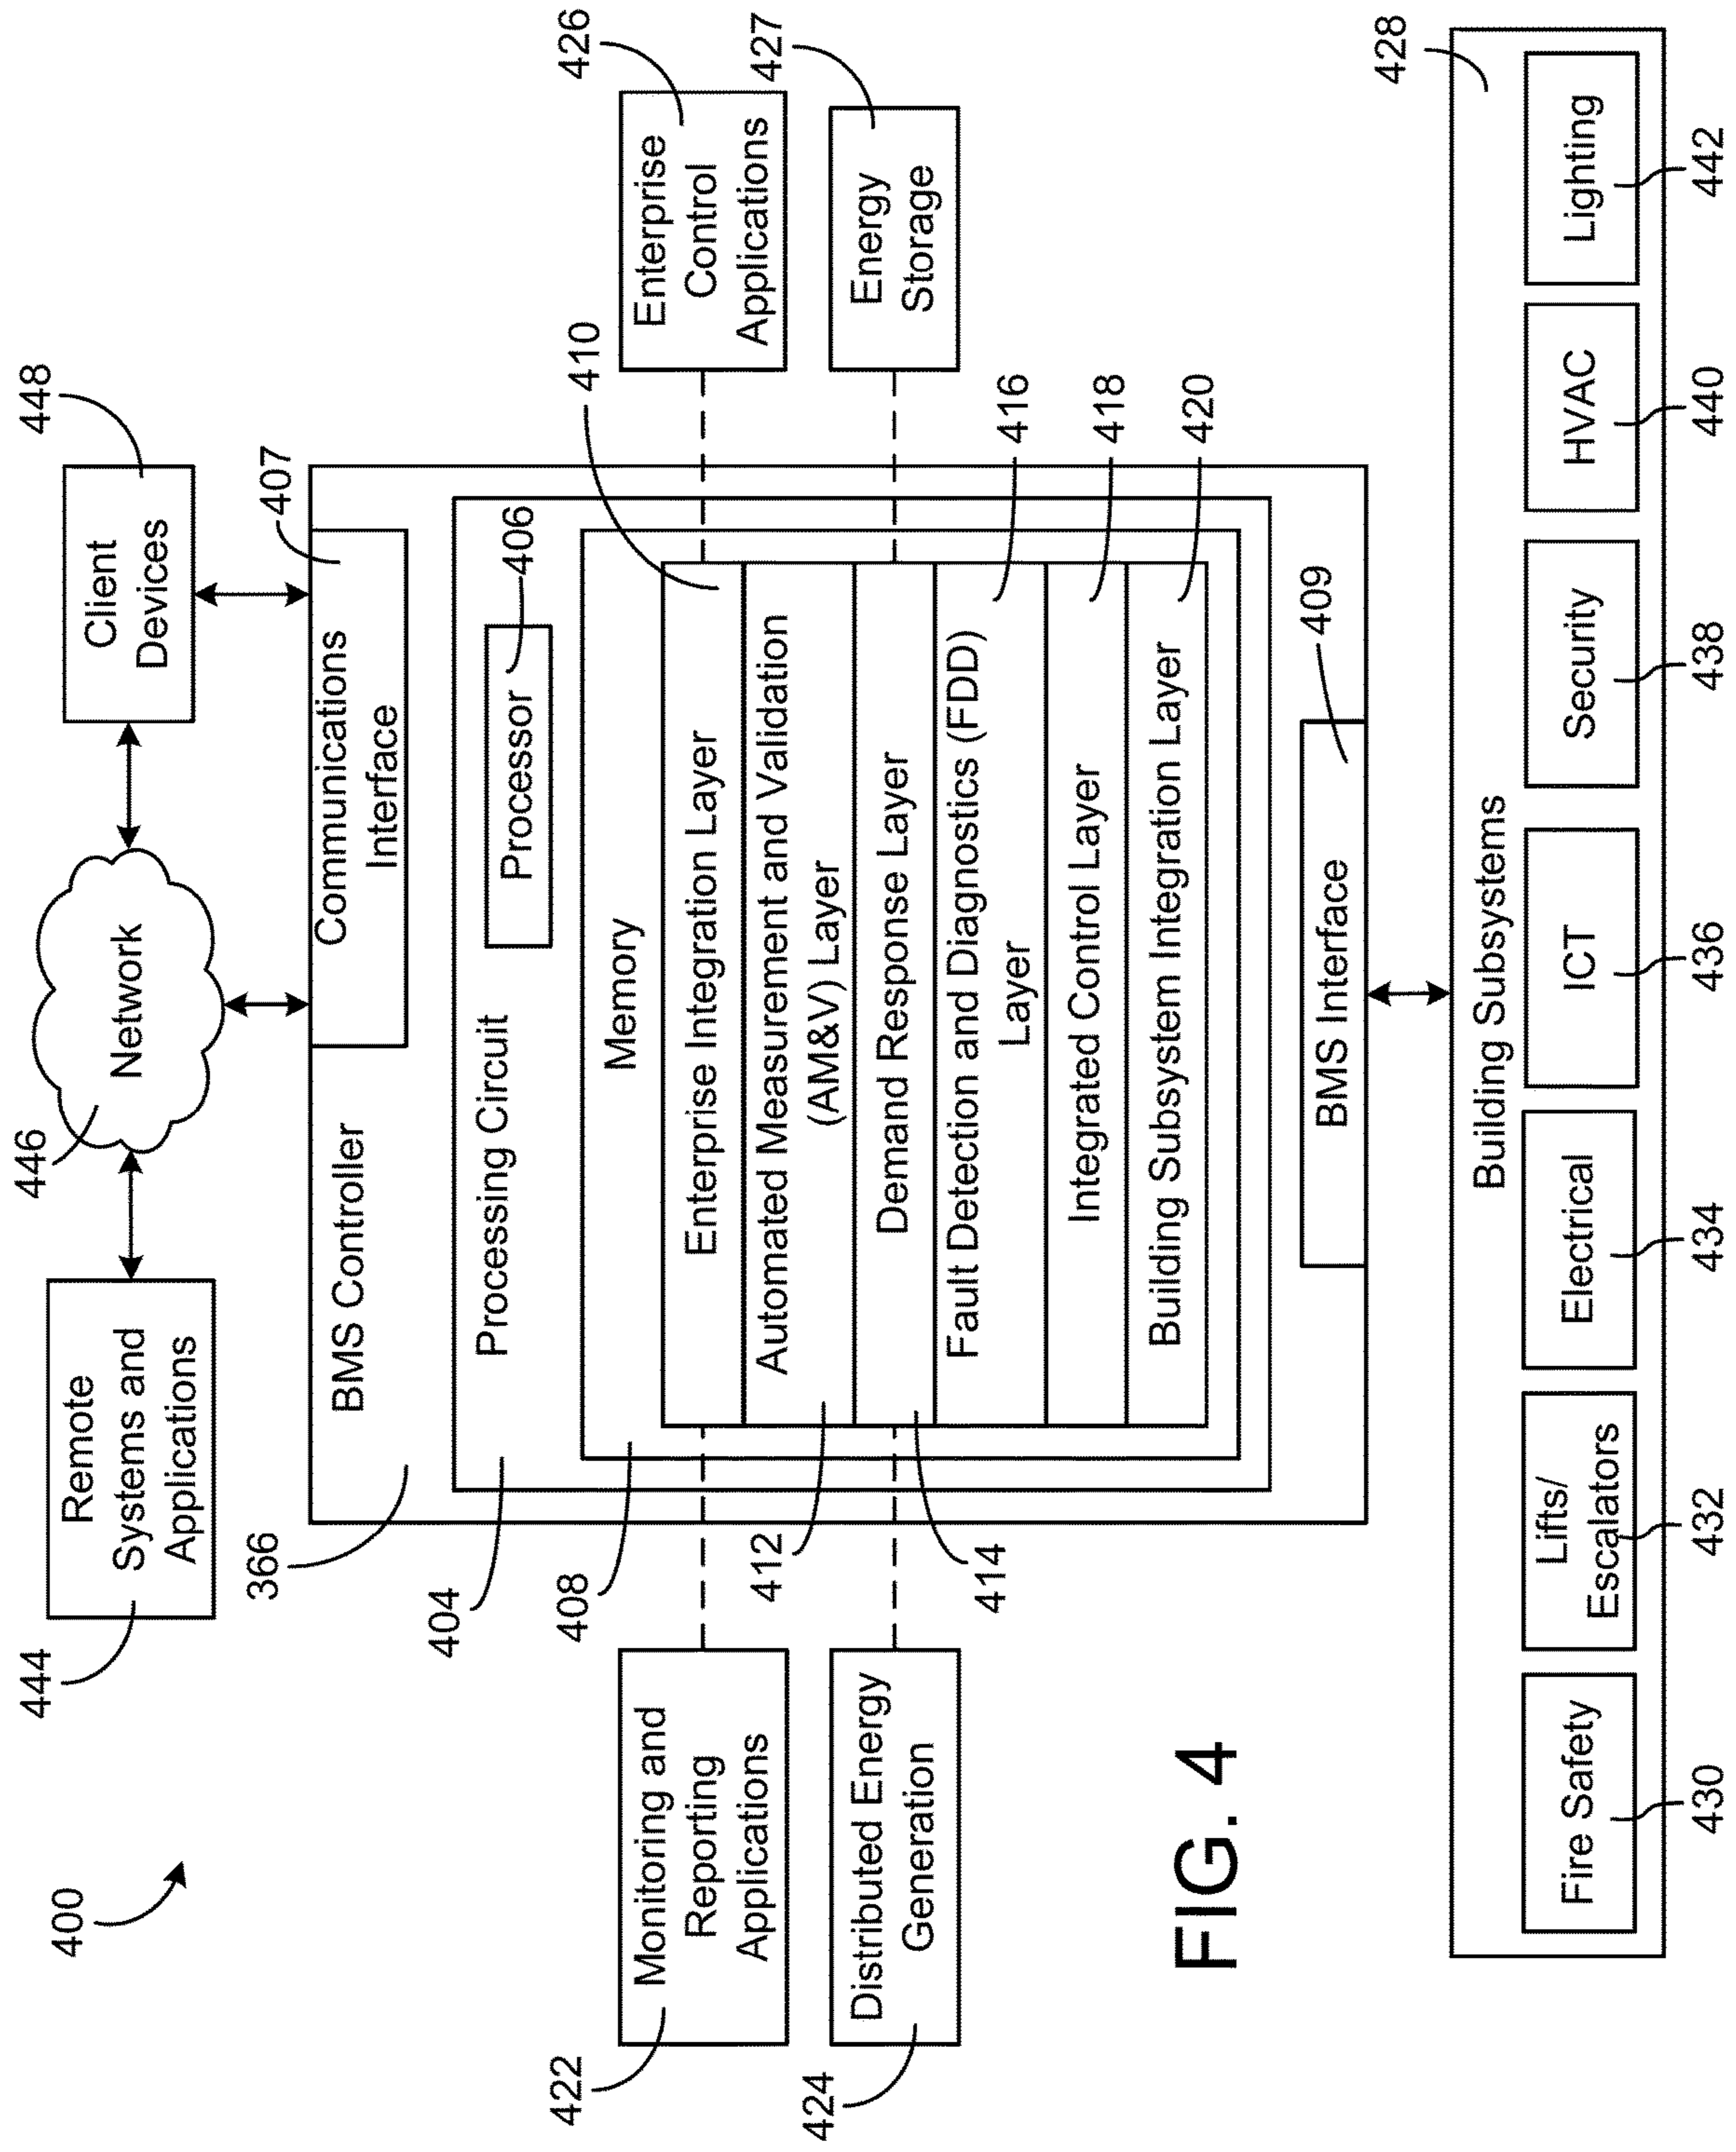 400
444
Remote
Systems and
Applications
446
Network
Client
Devices
448
366
BMS Controller
Communications
Interface
407
404
Processing Circuit
Processor
406
408
Memory
410
Enterprise Integration Layer
Automated Measurement and Validation
(AM&V) Layer
412
Demand Response Layer
414
Fault Detection and Diagnostics (FDD)
Layer
416
Integrated Control Layer
418
Building Subsystem Integration Layer
420
422
Monitoring and
Reporting
Applications
424
Distributed Energy
Generation
Enterprise
Control
Applications
426
Energy
Storage
427
BMS Interface
409
FIG. 4
Building Subsystems
428
Fire Safety
Lifts/
Escalators
Electrical
ICT
Security
HVAC
Lighting
430
432
434
436
438
440
442